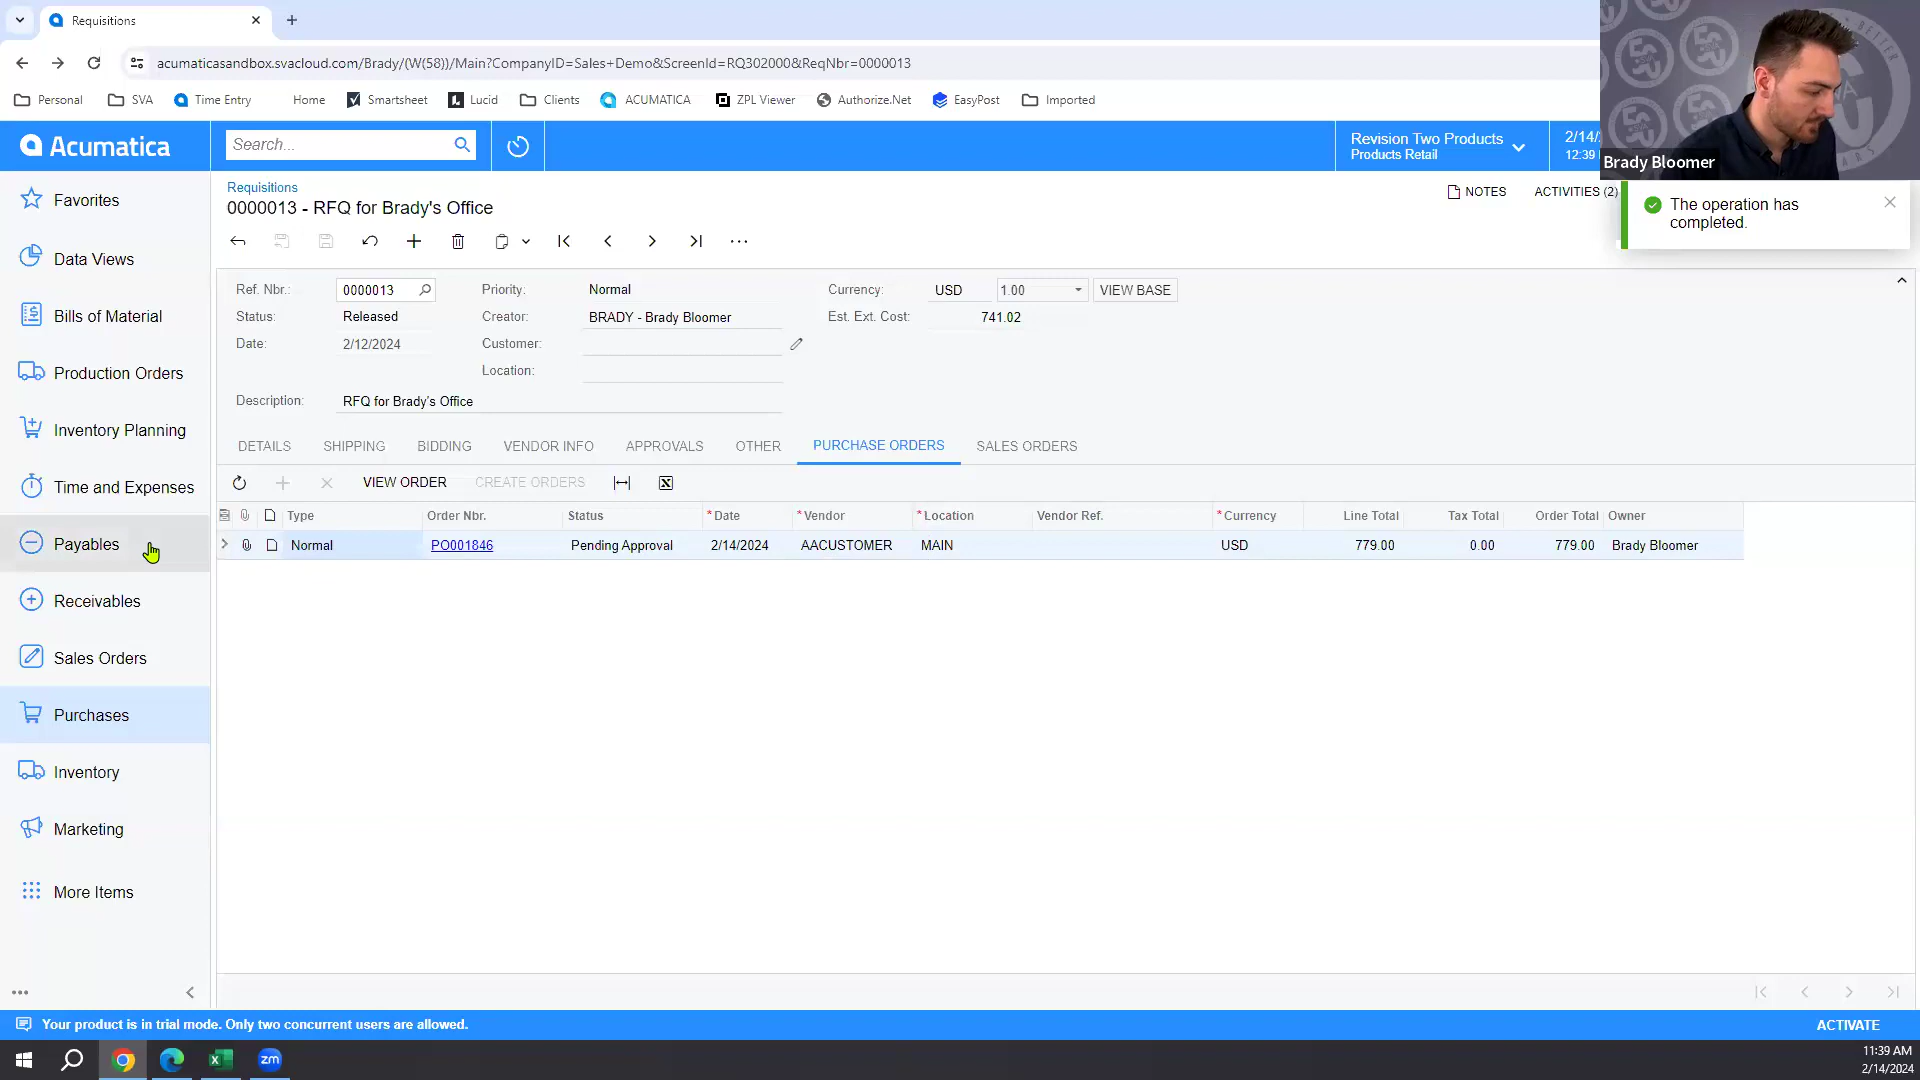 Requisitions
acumaticasandbox.svacloud.com/Brady/(W(58))/Main?CompanyID=Sales+Demo&ScreenId=RQ302000&ReqNbr=0000013
Personal SVA Time Entry Home Smartsheet Lucid Clients ACUMATICA ZPL Viewer Authorize.Net EasyPost Imported
Acumatica
Search...
Revision Two Products
Products Retail
2/14/
12:39
Brady Bloomer
Favorites
Data Views
Bills of Material
Production Orders
Inventory Planning
Time and Expenses
Payables
Receivables
Sales Orders
Purchases
Inventory
Marketing
More Items
Requisitions
0000013 - RFQ for Brady's Office
NOTES ACTIVITIES (2)
The operation has
completed.
Ref. Nbr.: 0000013 Priority: Normal Currency: USD 1.00 VIEW BASE
Status: Released Creator: BRADY - Brady Bloomer Est. Ext. Cost: 741.02
Date: 2/12/2024 Customer:
Location:
Description: RFQ for Brady's Office
DETAILS SHIPPING BIDDING VENDOR INFO APPROVALS OTHER PURCHASE ORDERS SALES ORDERS
VIEW ORDER CREATE ORDERS
Type Order Nbr. Status *Date *Vendor *Location Vendor Ref. *Currency Line Total Tax Total Order Total Owner
Normal PO001846 Pending Approval 2/14/2024 AACUSTOMER MAIN USD 779.00 0.00 779.00 Brady Bloomer
Your product is in trial mode. Only two concurrent users are allowed. ACTIVATE
zm
11:39 AM
2/14/2024